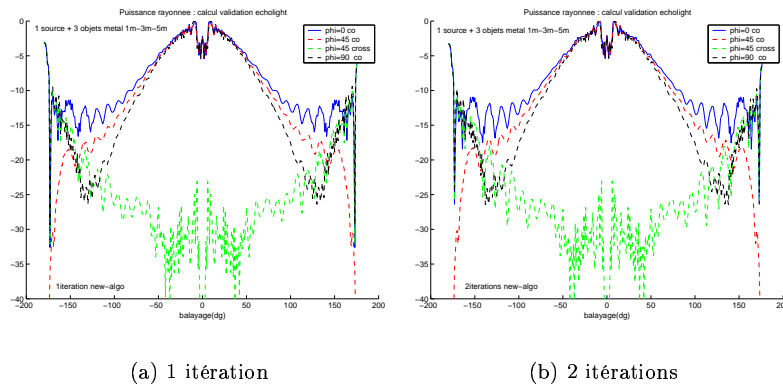 Puissance rayonnee : calcul validation echolight
1 source + 3 objets metal 1m−3m−5m
phi=0 co
phi=45 co
phi=45 cross
phi=90 co
0
−5
−10
−15
−20
−25
−30
−35
−40
1iteration new−algo
−200 −150 −100 −50 0 50 100 150 200
balayage(dg)
(a) 1 itération
Puissance rayonnee : calcul validation echolight
1 source + 3 objets metal 1m−3m−5m
phi=0 co
phi=45 co
phi=45 cross
phi=90 co
0
−5
−10
−15
−20
−25
−30
−35
−40
2iterations new−algo
−200 −150 −100 −50 0 50 100 150 200
balayage(dg)
(b) 2 itérations